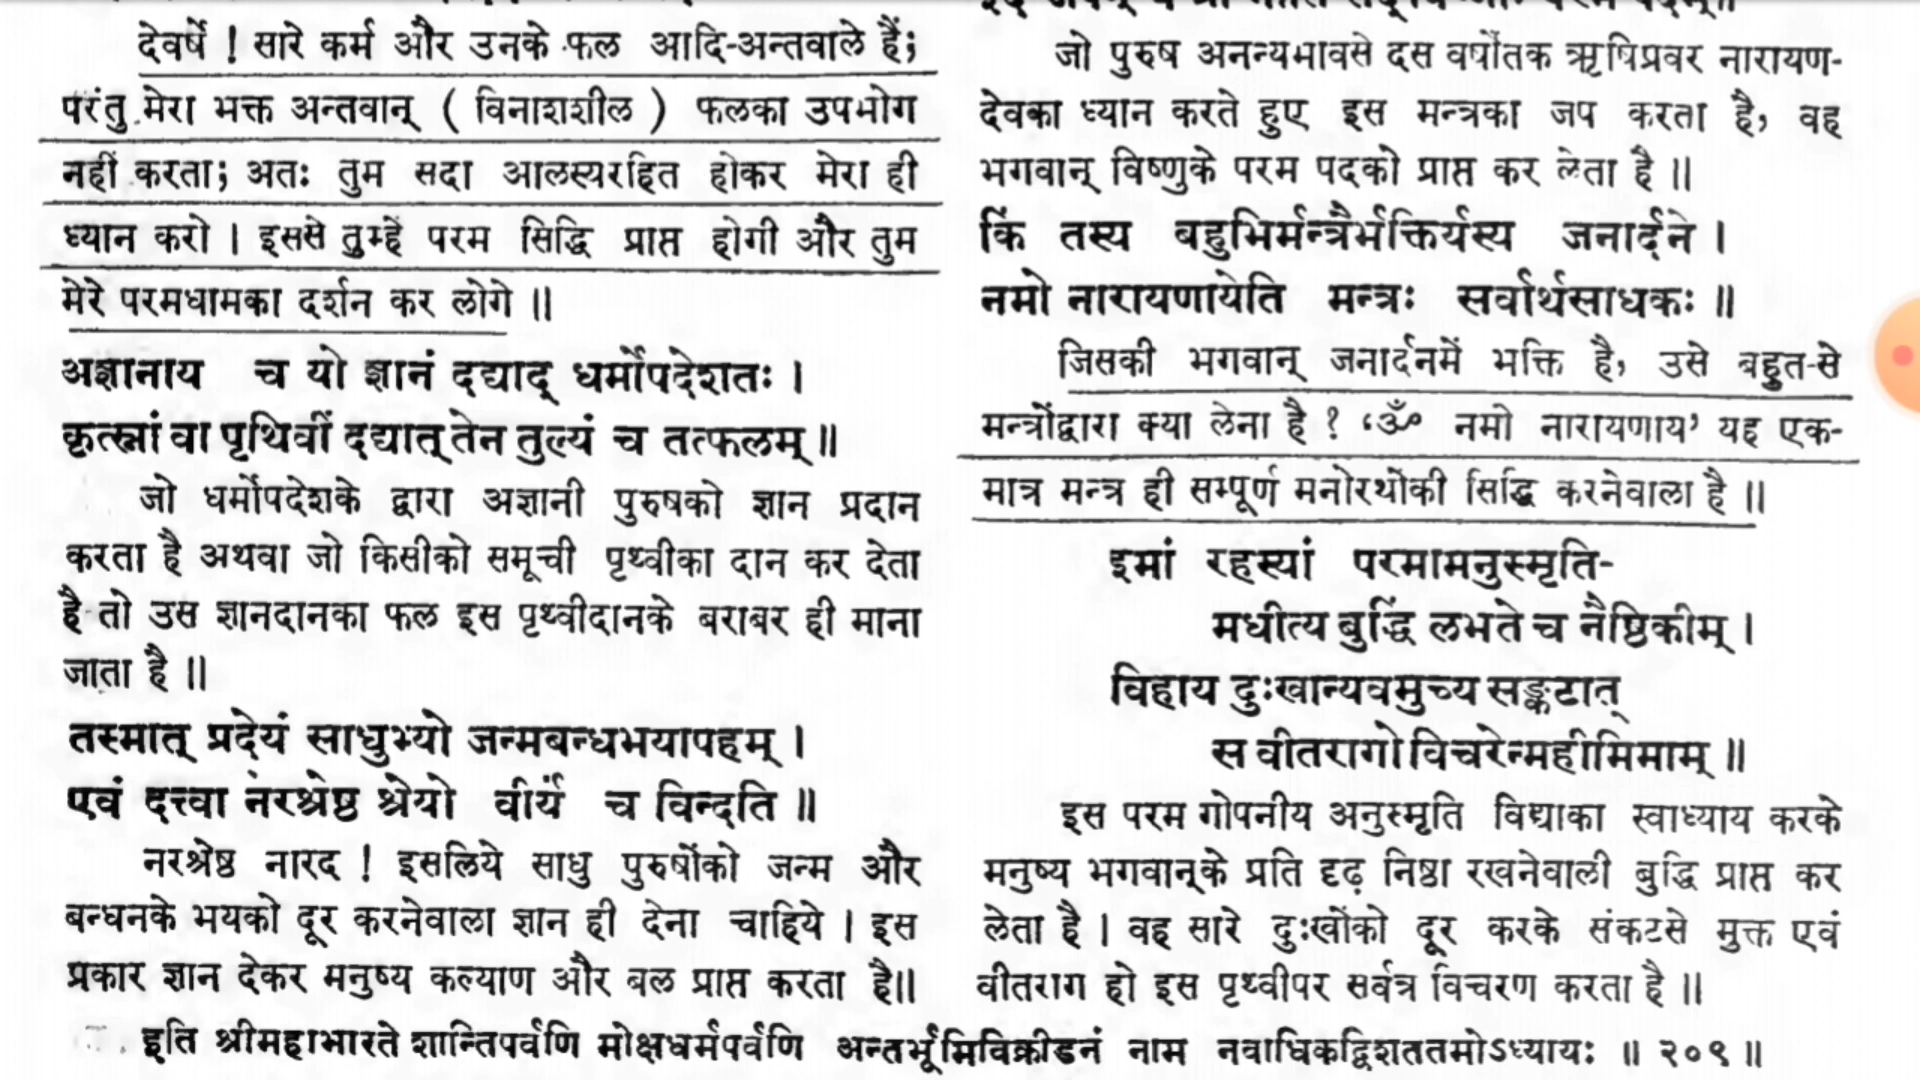 देवर्षे ! सारे कर्म और उनके फल आदि-अन्तवाले हैं;
परंतु मेरा भक्त अन्तवान् ( विनाशशील ) फलका उपभोग
नहीं करता; अतः तुम सदा आलस्यरहित होकर मेरा ही
ध्यान करो । इससे तुम्हें परम सिद्धि प्राप्त होगी और तुम
मेरे परमधामका दर्शन कर लोगे ॥
अज्ञानाय च यो ज्ञानं दद्याद् धर्मोपदेशतः ।
कृत्स्नां वा पृथिवीं दद्यात् तेन तुल्यं च तत्फलम् ॥
जो धर्मोपदेशके द्वारा अज्ञानी पुरुषको ज्ञान प्रदान
करता है अथवा जो किसीको समूची पृथ्वीका दान कर देता
है तो उस ज्ञानदानका फल इस पृथ्वीदानके बराबर ही माना
जाता है ॥
तस्मात् प्रदेयं साधुभ्यो जन्मबन्धभयापहम् ।
एवं दत्त्वा नरश्रेष्ठ श्रेयो वीर्यं च विन्दति ॥
नरश्रेष्ठ नारद ! इसलिये साधु पुरुषोंको जन्म और
बन्धनके भयको दूर करनेवाला ज्ञान ही देना चाहिये । इस
प्रकार ज्ञान देकर मनुष्य कल्याण और बल प्राप्त करता है॥
जो पुरुष अनन्यभावसे दस वर्षोंतक ऋषिप्रवर नारायण-
देवका ध्यान करते हुए इस मन्त्रका जप करता है, वह
भगवान् विष्णुके परम पदको प्राप्त कर लेता है ॥
किं तस्य बहुभिर्मन्त्रैर्भक्तिर्यस्य जनार्दने ।
नमो नारायणायेति मन्त्रः सर्वार्थसाधकः ॥
जिसकी भगवान् जनार्दनमें भक्ति है, उसे बहुत-से
मन्त्रोंद्वारा क्या लेना है ? ‘ॐ नमो नारायणाय’ यह एक-
मात्र मन्त्र ही सम्पूर्ण मनोरथोंकी सिद्धि करनेवाला है ॥
इमां रहस्यां परमामनुस्मृति-
मधीत्य बुद्धिं लभते च नैष्ठिकीम् ।
विहाय दुःखान्यवमुच्य सङ्कटात्
स वीतरागो विचरेन्महीमिमाम् ॥
इस परम गोपनीय अनुस्मृति विद्याका स्वाध्याय करके
मनुष्य भगवान्‌के प्रति दृढ़ निष्ठा रखनेवाली बुद्धि प्राप्त कर
लेता है । वह सारे दुःखोंको दूर करके संकटसे मुक्त एवं
वीतराग हो इस पृथ्वीपर सर्वत्र विचरण करता है ॥
इति श्रीमहाभारते शान्तिपर्वणि मोक्षधर्मपर्वणि अन्तर्भूमिविक्रीडनं नाम नवाधिकद्विशततमोऽध्यायः ॥ २०९ ॥